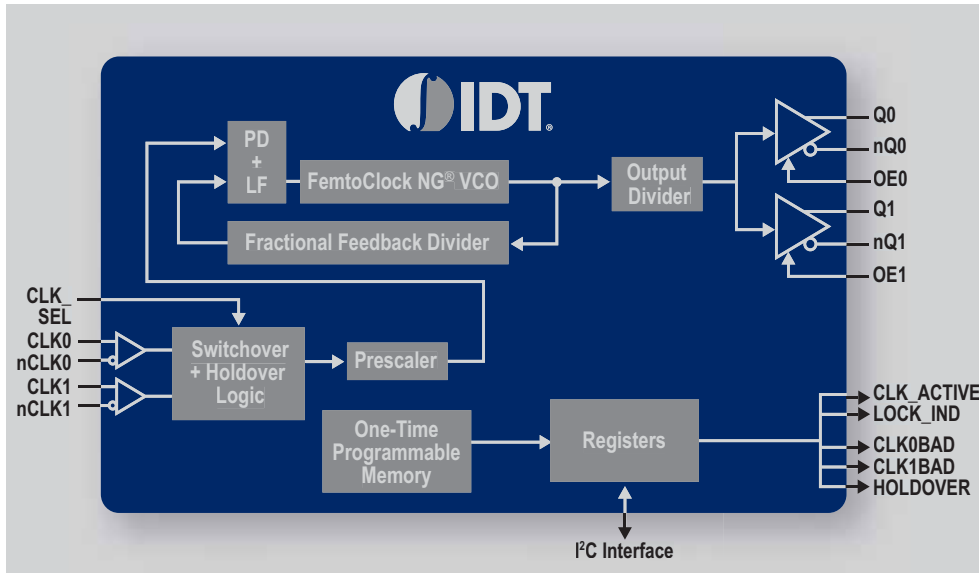 IDT®
PD
+
LF
FemtoClock NG® VCO
Output
Divider
Fractional Feedback Divider
Q0
nQ0
OE0
Q1
nQ1
OE1
CLK_
SEL
CLK0
nCLK0
CLK1
nCLK1
Switchover
+ Holdover
Logic
Prescaler
One-Time
Programmable
Memory
Registers
CLK_ACTIVE
LOCK_IND
CLK0BAD
CLK1BAD
HOLDOVER
I²C Interface